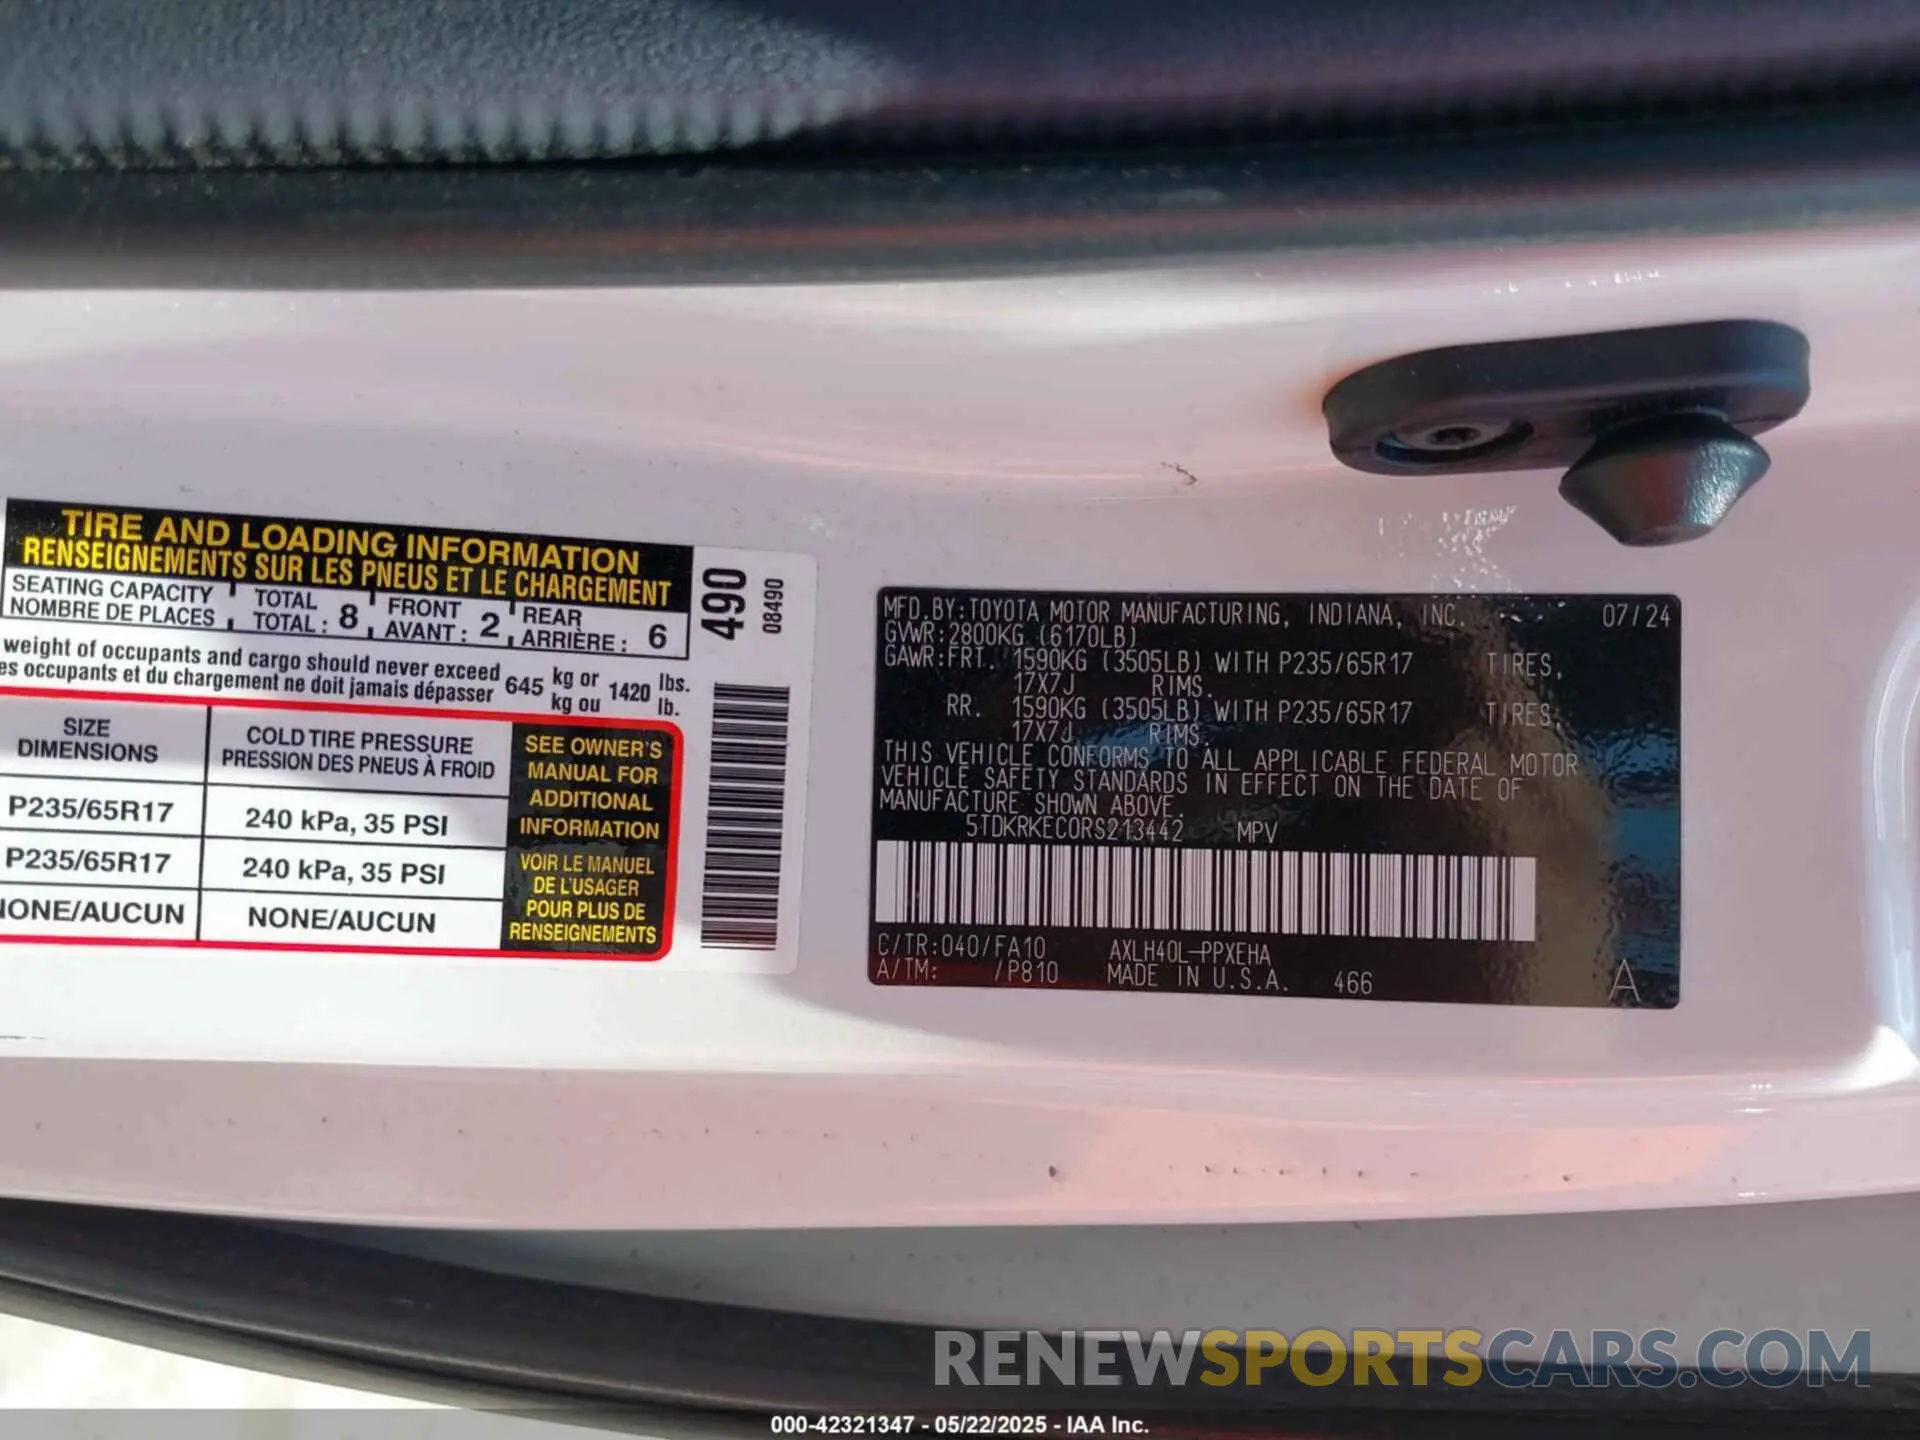 TIRE AND LOADING INFORMATION
RENSEIGNEMENTS SUR LES PNEUS ET LE CHARGEMENT
SEATING CAPACITY TOTAL FRONT REAR
NOMBRE DE PLACES TOTAL : 8 AVANT : 2 ARRIÈRE : 6
weight of occupants and cargo should never exceed 645 kg or 1420 lbs.
es occupants et du chargement ne doit jamais dépasser kg ou lb.
SIZE
DIMENSIONS
COLD TIRE PRESSURE
PRESSION DES PNEUS À FROID
P235/65R17 240 kPa, 35 PSI
P235/65R17 240 kPa, 35 PSI
NONE/AUCUN NONE/AUCUN
SEE OWNER'S
MANUAL FOR
ADDITIONAL
INFORMATION
VOIR LE MANUEL
DE L'USAGER
POUR PLUS DE
RENSEIGNEMENTS
490
08490
MFD.BY:TOYOTA MOTOR MANUFACTURING, INDIANA, INC. 07/24
GVWR:2800KG (6170LB)
GAWR:FRT. 1590KG (3505LB) WITH P235/65R17 TIRES,
17X7J RIMS.
RR. 1590KG (3505LB) WITH P235/65R17 TIRES,
17X7J RIMS.
THIS VEHICLE CONFORMS TO ALL APPLICABLE FEDERAL MOTOR
VEHICLE SAFETY STANDARDS IN EFFECT ON THE DATE OF
MANUFACTURE SHOWN ABOVE.
5TDKRKEC0RS213442 MPV
C/TR:040/FA10 AXLH40L-PPXEHA
A/TM: /P810 MADE IN U.S.A. 466 A
RENEWSPORTSCARS.COM
000-42321347 - 05/22/2025 - IAA Inc.